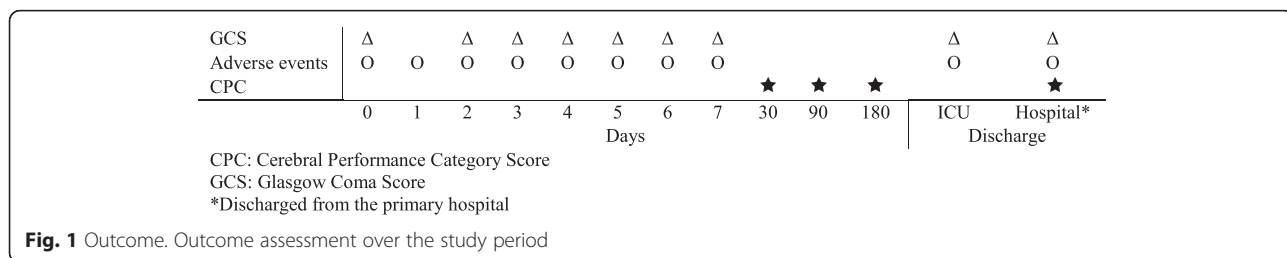 GCS Δ Δ Δ Δ Δ Δ Δ Δ Δ
Adverse events O O O O O O O O O O
CPC ★ ★ ★ ★
0 1 2 3 4 5 6 7 30 90 180 ICU Hospital*
Days Discharge
CPC: Cerebral Performance Category Score
GCS: Glasgow Coma Score
*Discharged from the primary hospital
Fig. 1 Outcome. Outcome assessment over the study period